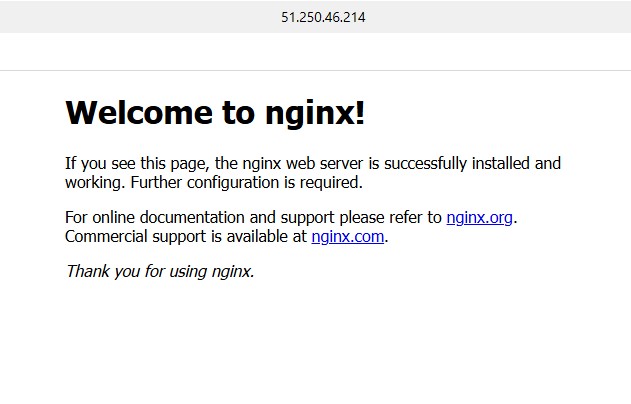 51.250.46.214
Welcome to nginx!
If you see this page, the nginx web server is successfully installed and
working. Further configuration is required.
For online documentation and support please refer to nginx.org.
Commercial support is available at nginx.com.
Thank you for using nginx.